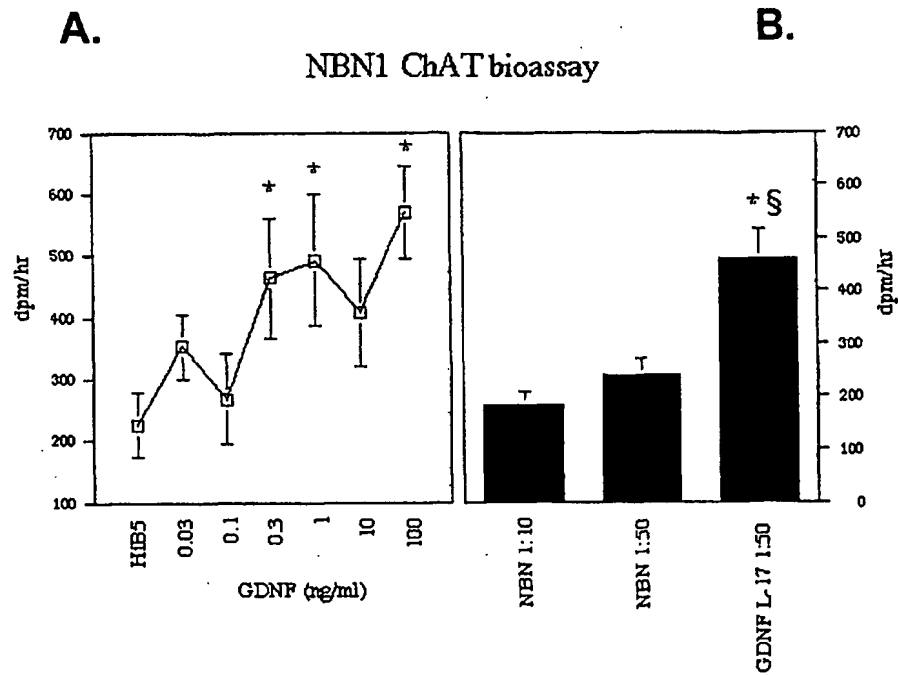 A.
B.
NBN1 ChAT bioassay
700
600
500
400
300
200
100
dpm/hr
* * *
HiB5
0.03
0.1
0.3
1
10
100
GDNF (ng/ml)
* §
700
600
500
400
300
200
100
0
dpm/hr
NBN 1:10
NBN 1:50
GDNF L-17 1:50